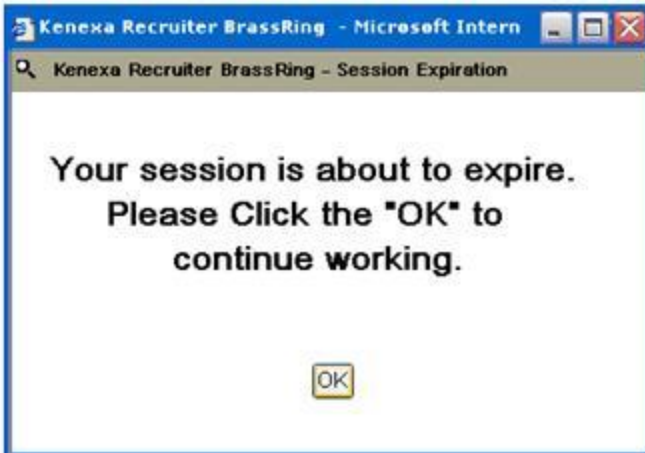 Kenexa Recruiter BrassRing - Microsoft Intern
Kenexa Recruiter BrassRing - Session Expiration
Your session is about to expire.
Please Click the "OK" to
continue working.
OK